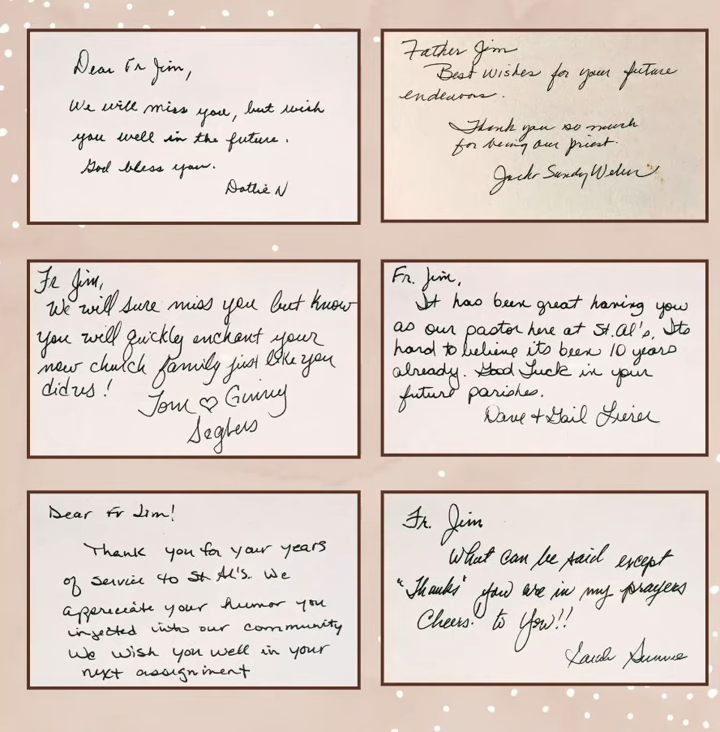 Dear Fr Jim,
We will miss you, but wish
you well in the future.
God bless you.
Dottie N
Father Jim
Best wishes for your future
endeavors.
Thank you so much
for being our priest.
Sandy
Fr Jim,
We will sure miss you but know
you will quickly enchant your
new church family just like you
did us!
Tom ♡ Ginny
Segbers
Fr. Jim,
It has been great having you
as our pastor here at St. Al's. Its
hard to believe its been 10 years
already. Good Luck in your
future parishes.
Dave + Gail
Dear Fr Jim!
Thank you for your years
of service to St Al's. We
appreciate your humor you
injected into our community
We wish you well in your
next assignment
Fr. Jim
What can be said except
"Thanks" you are in my prayers
Cheers to You!!
Sarah